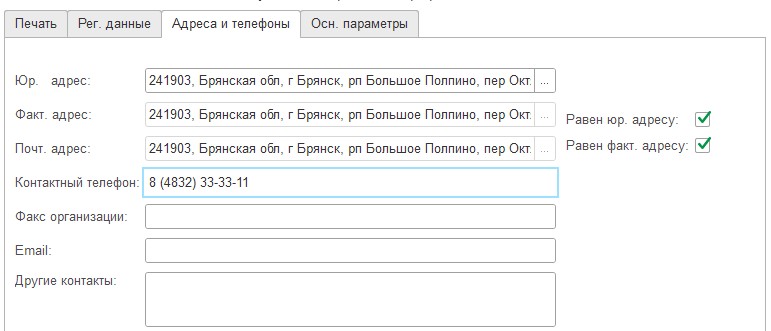 Печать Рег. данные Адреса и телефоны Осн. параметры
Юр. адрес: 241903, Брянская обл, г Брянск, рп Большое Полпино, пер Окт. ...
Факт. адрес: 241903, Брянская обл, г Брянск, рп Большое Полпино, пер Окт. ... Равен юр. адресу:
Почт. адрес: 241903, Брянская обл, г Брянск, рп Большое Полпино, пер Окт. ... Равен факт. адресу:
Контактный телефон: 8 (4832) 33-33-11
Факс организации:
Email:
Другие контакты: